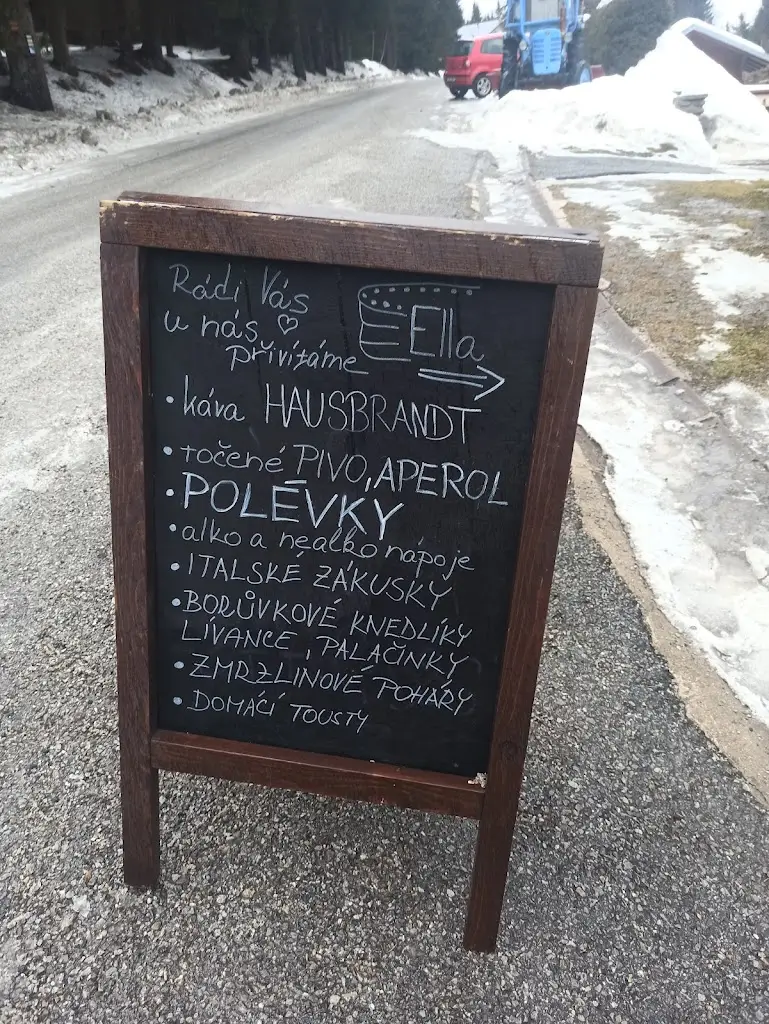 Rádi Vás
u nás ♡
přivítáme
Ella
• káva HAUSBRANDT
• točené PIVO, APEROL
• POLÉVKY
• alko a nealko nápoje
• ITALSKÉ ZÁKUSKY
• BORŮVKOVÉ KNEDLÍKY
LÍVANCE, PALAČINKY
• ZMRZLINOVÉ POHÁRY
• DOMÁCÍ TOUSTY